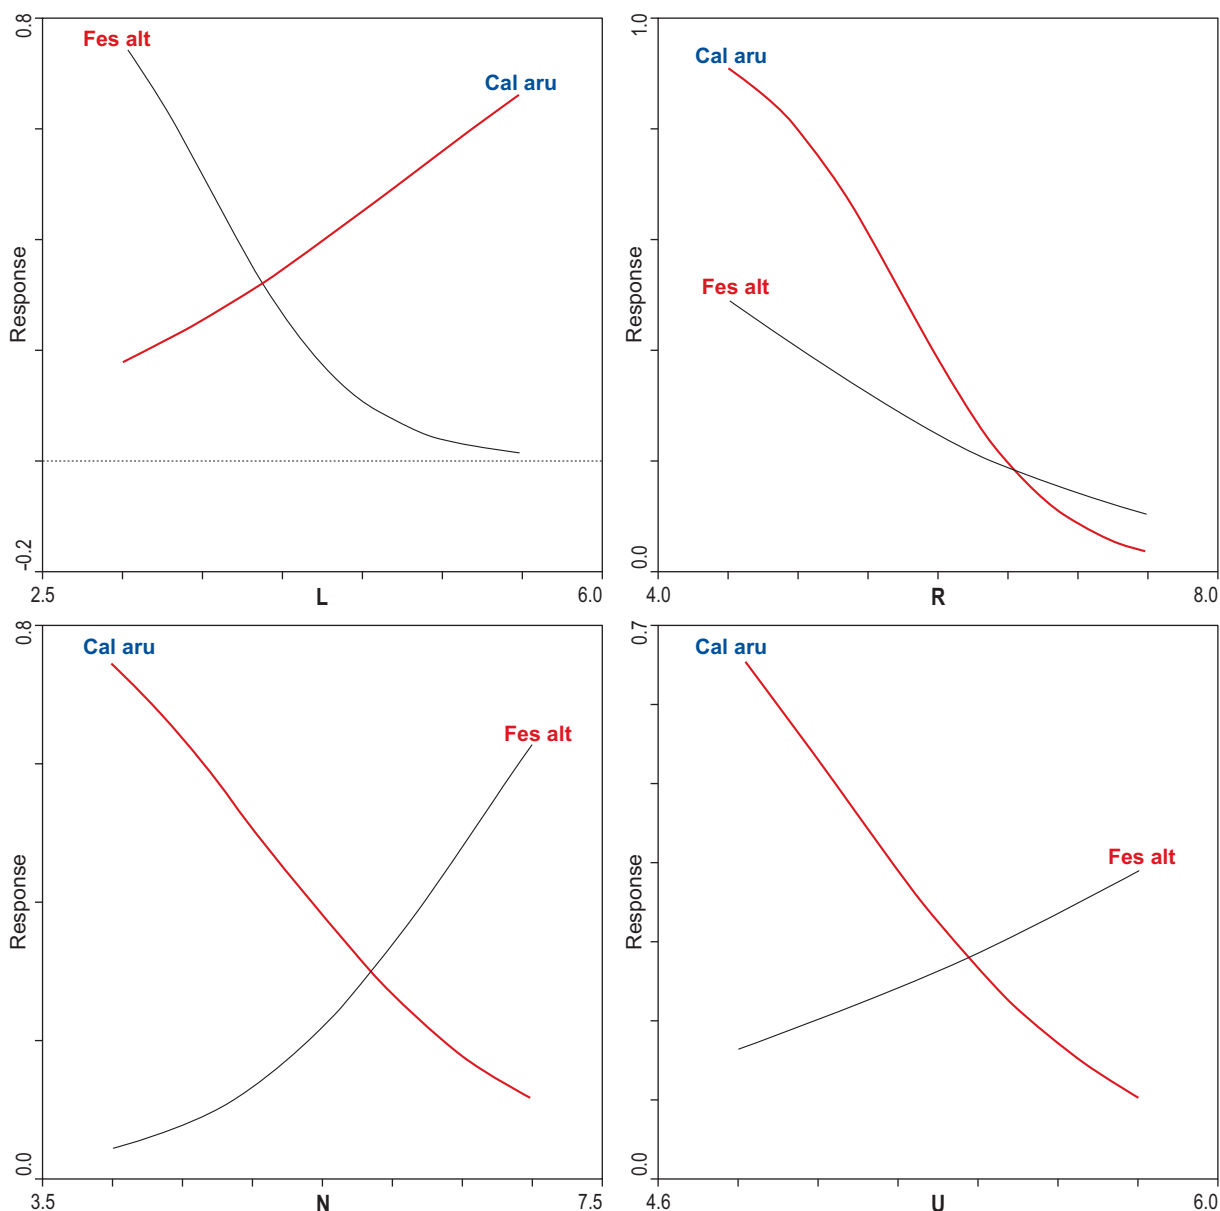 0.8
Fes alt
Cal aru
Response
-0.2
2.5
L
6.0
1.0
Cal aru
Fes alt
Response
0.0
4.0
R
8.0
0.8
Cal aru
Fes alt
Response
0.0
3.5
N
7.5
0.7
Cal aru
Fes alt
Response
0.0
4.6
U
6.0